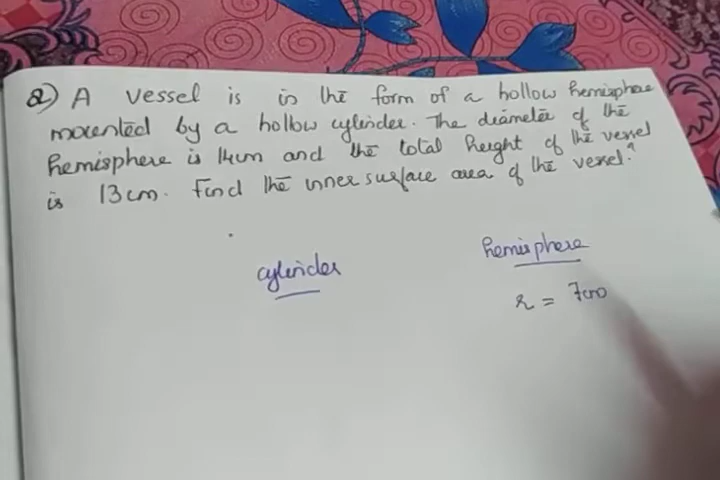 2) A vessel is in the form of a hollow hemisphere
mounted by a hollow cylinder. The diameter of the
hemisphere is 14cm and the total height of the vessel
is 13cm. Find the inner surface area of the vessel?
cylinder
hemisphere
r = 7cm